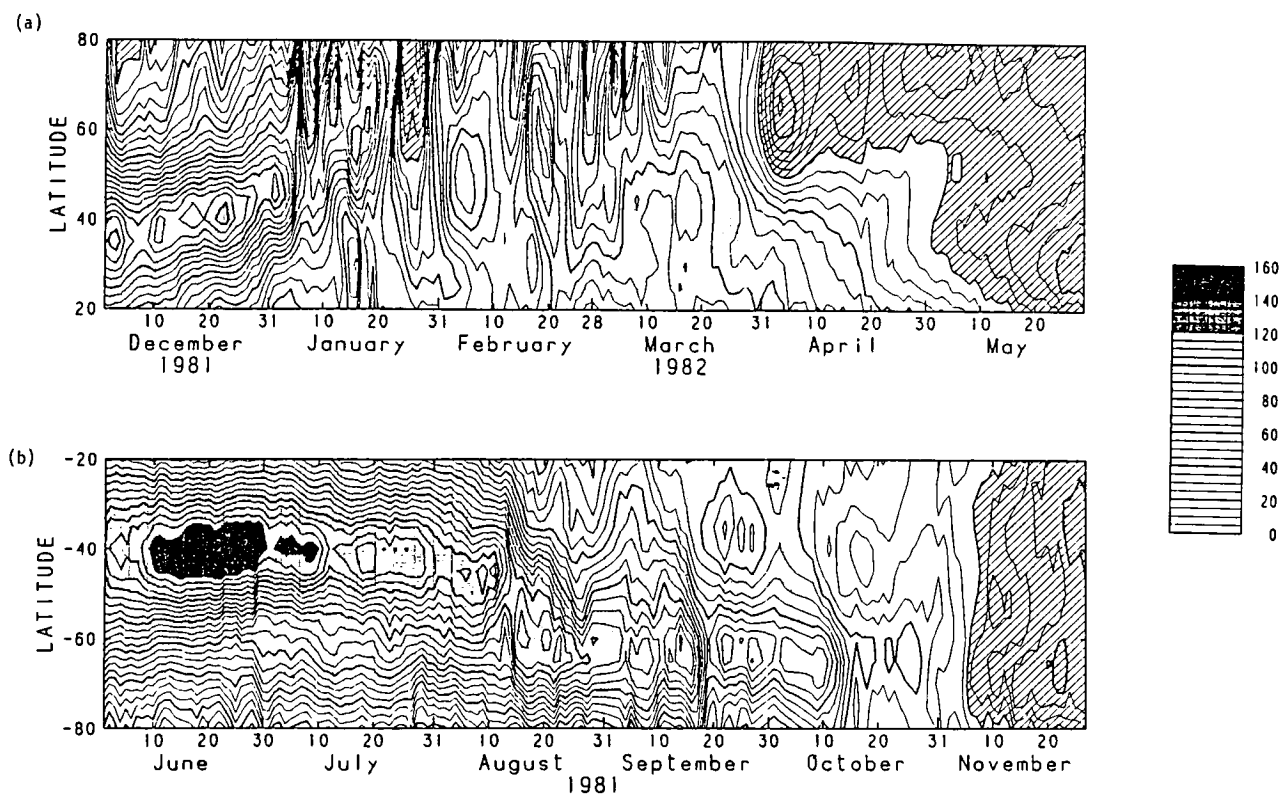 (a)
80
60
40
20
LATITUDE
10 20 31 10 20 31 10 20 28 10 20 31 10 20 30 10 20
December January February March April May
1981 1982
160
140
120
100
80
60
40
20
0
(b)
-20
-40
-60
-80
LATITUDE
10 20 30 10 20 31 10 20 31 10 20 30 10 20 31 10 20
June July August September October November
1981